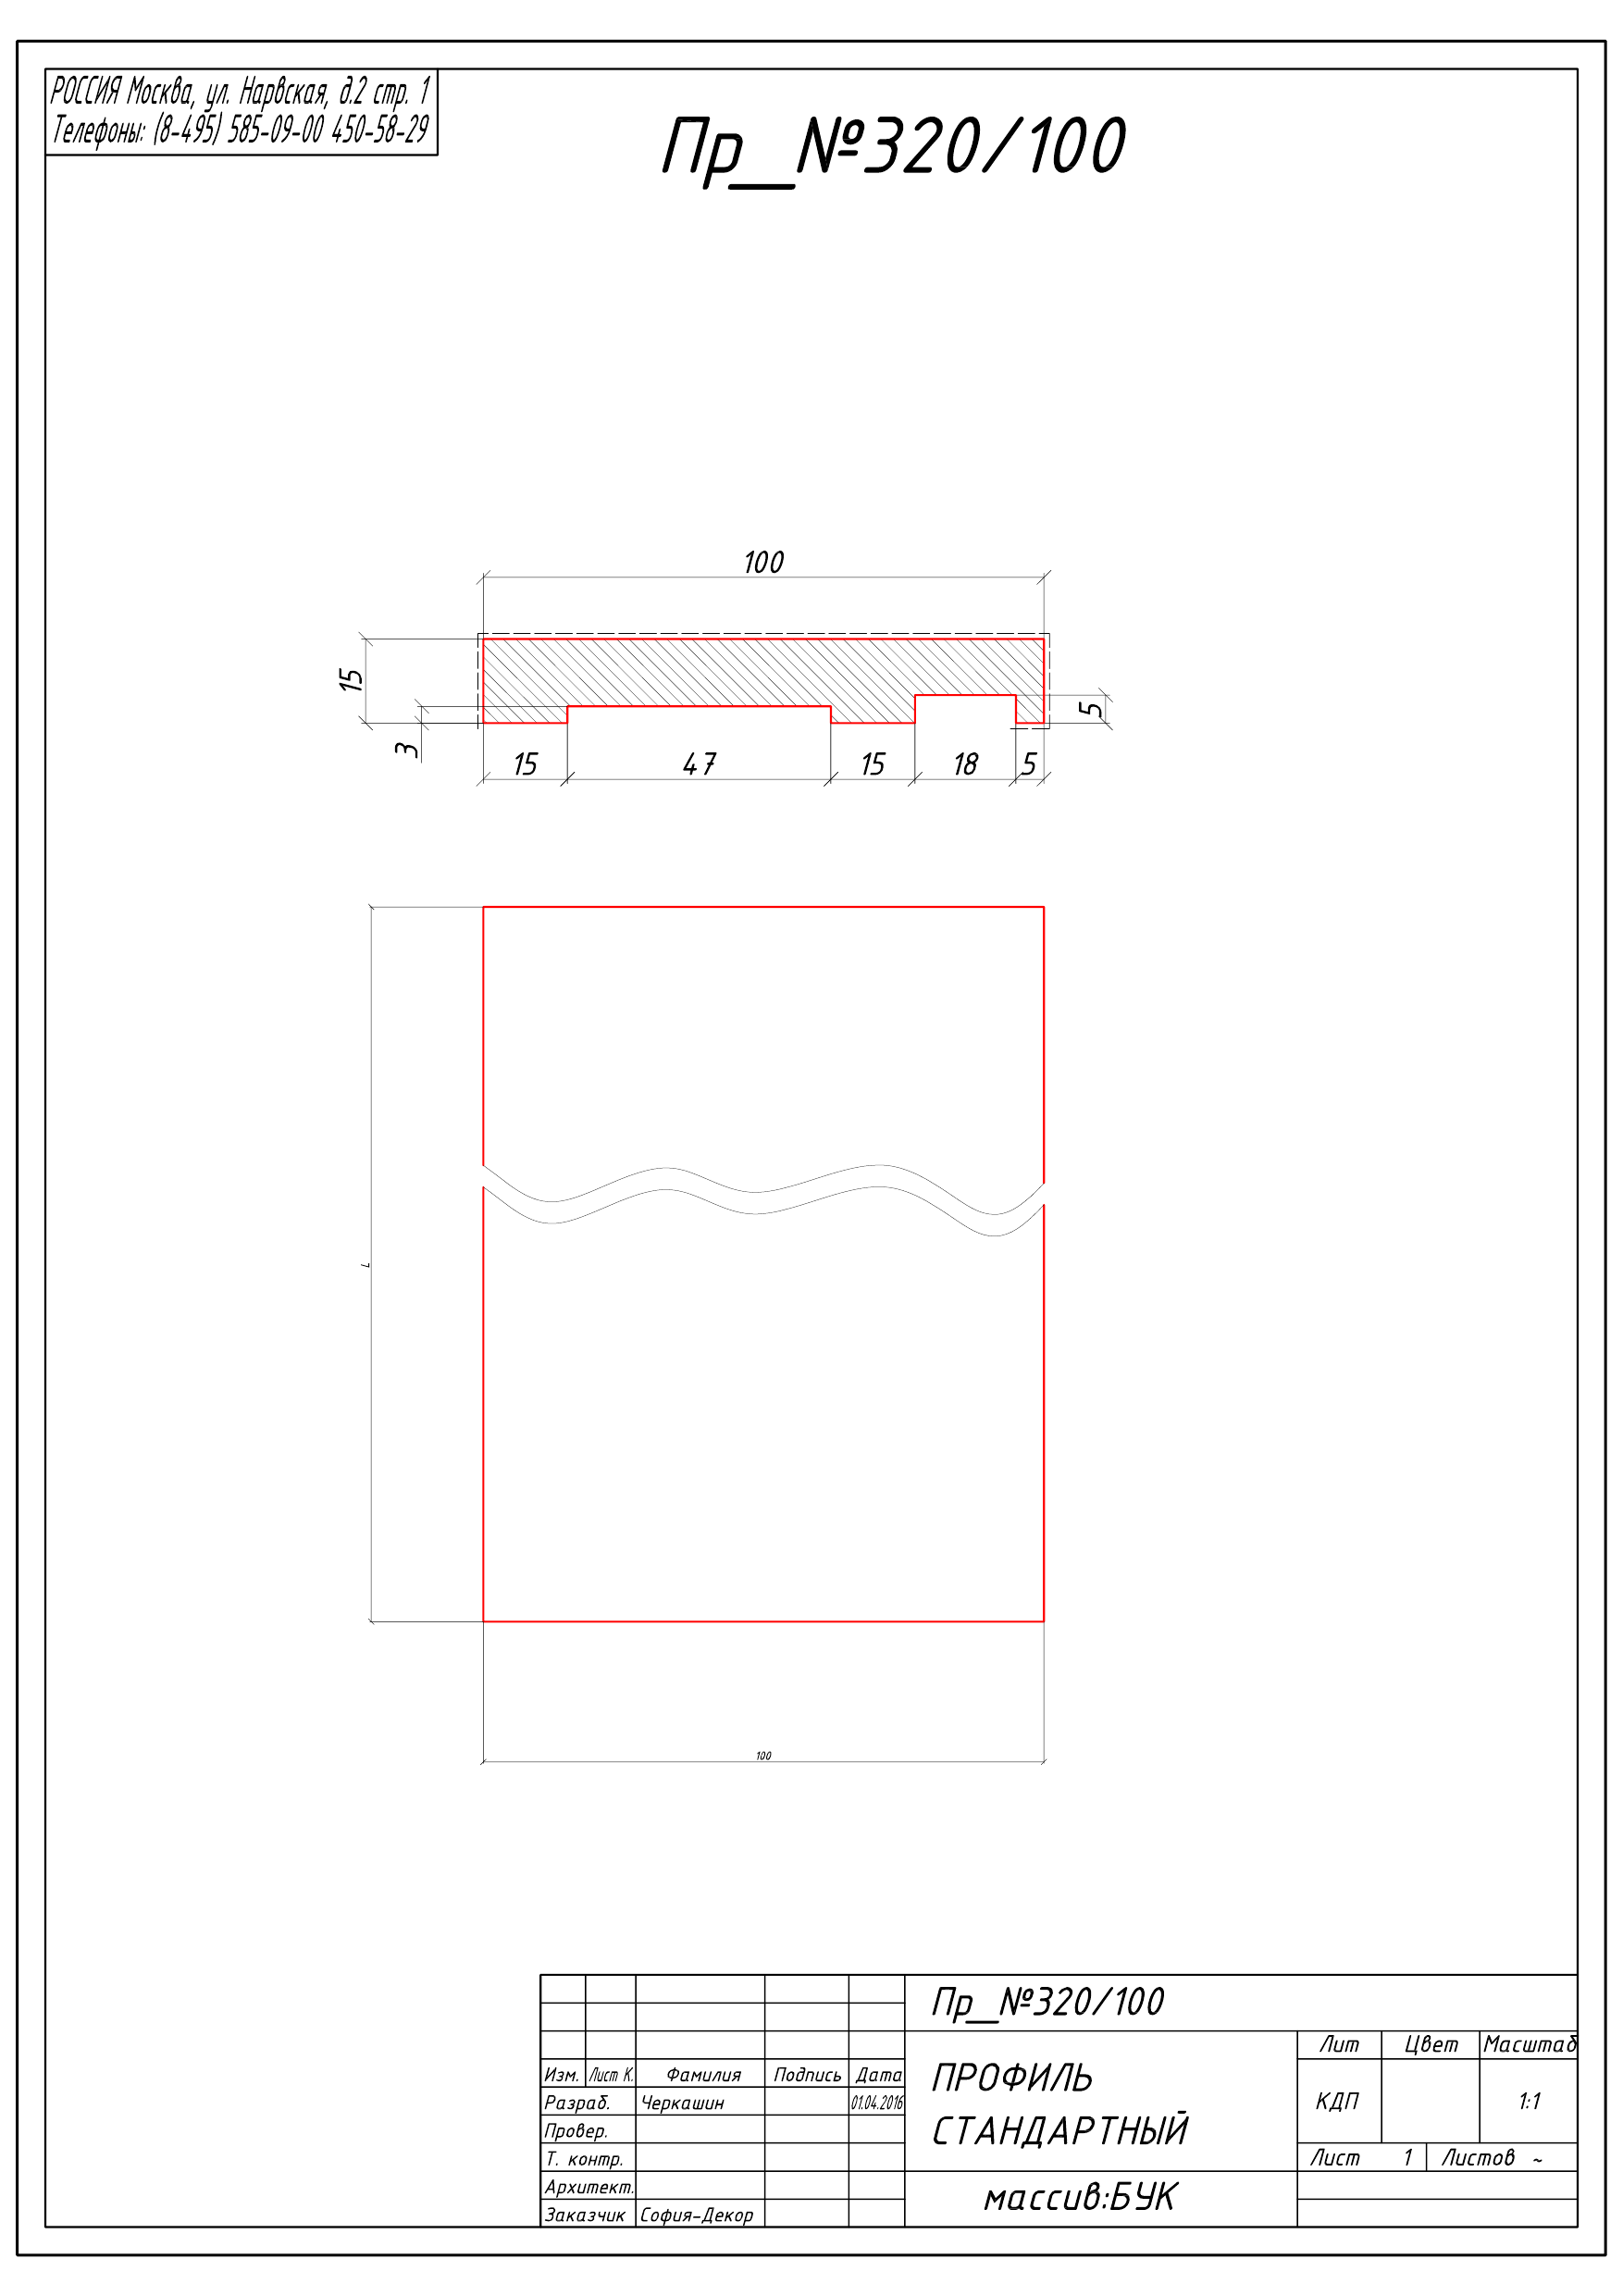 РОССИЯ Москва, ул. Нарвская, д.2 стр. 1
Телефоны: (8-495) 585-09-00 450-58-29
Пр_№320/100
100
15
3
5
15 47 15 18 5
L
100
Пр_№320/100
Лит Цвет Масштаб
Изм. Лист К. Фамилия Подпись Дата
ПРОФИЛЬ
СТАНДАРТНЫЙ
Разраб. Черкашин 01.04.2016
КДП 1:1
Провер.
Т. контр.
Лист 1 Листов ~
Архитект.
массив:БУК
Заказчик София-Декор